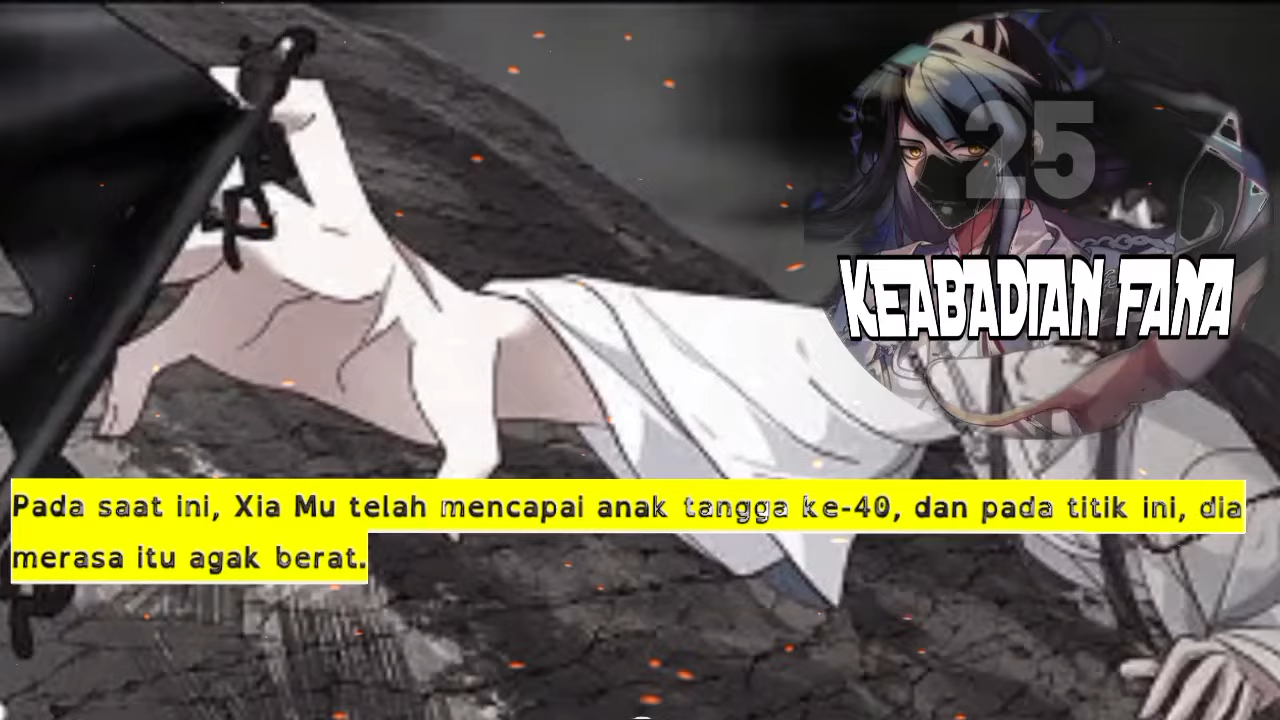 25
KEABADIAN FANA
Pada saat ini, Xia Mu telah mencapai anak tangga ke-40, dan pada titik ini, dia
merasa itu agak berat.